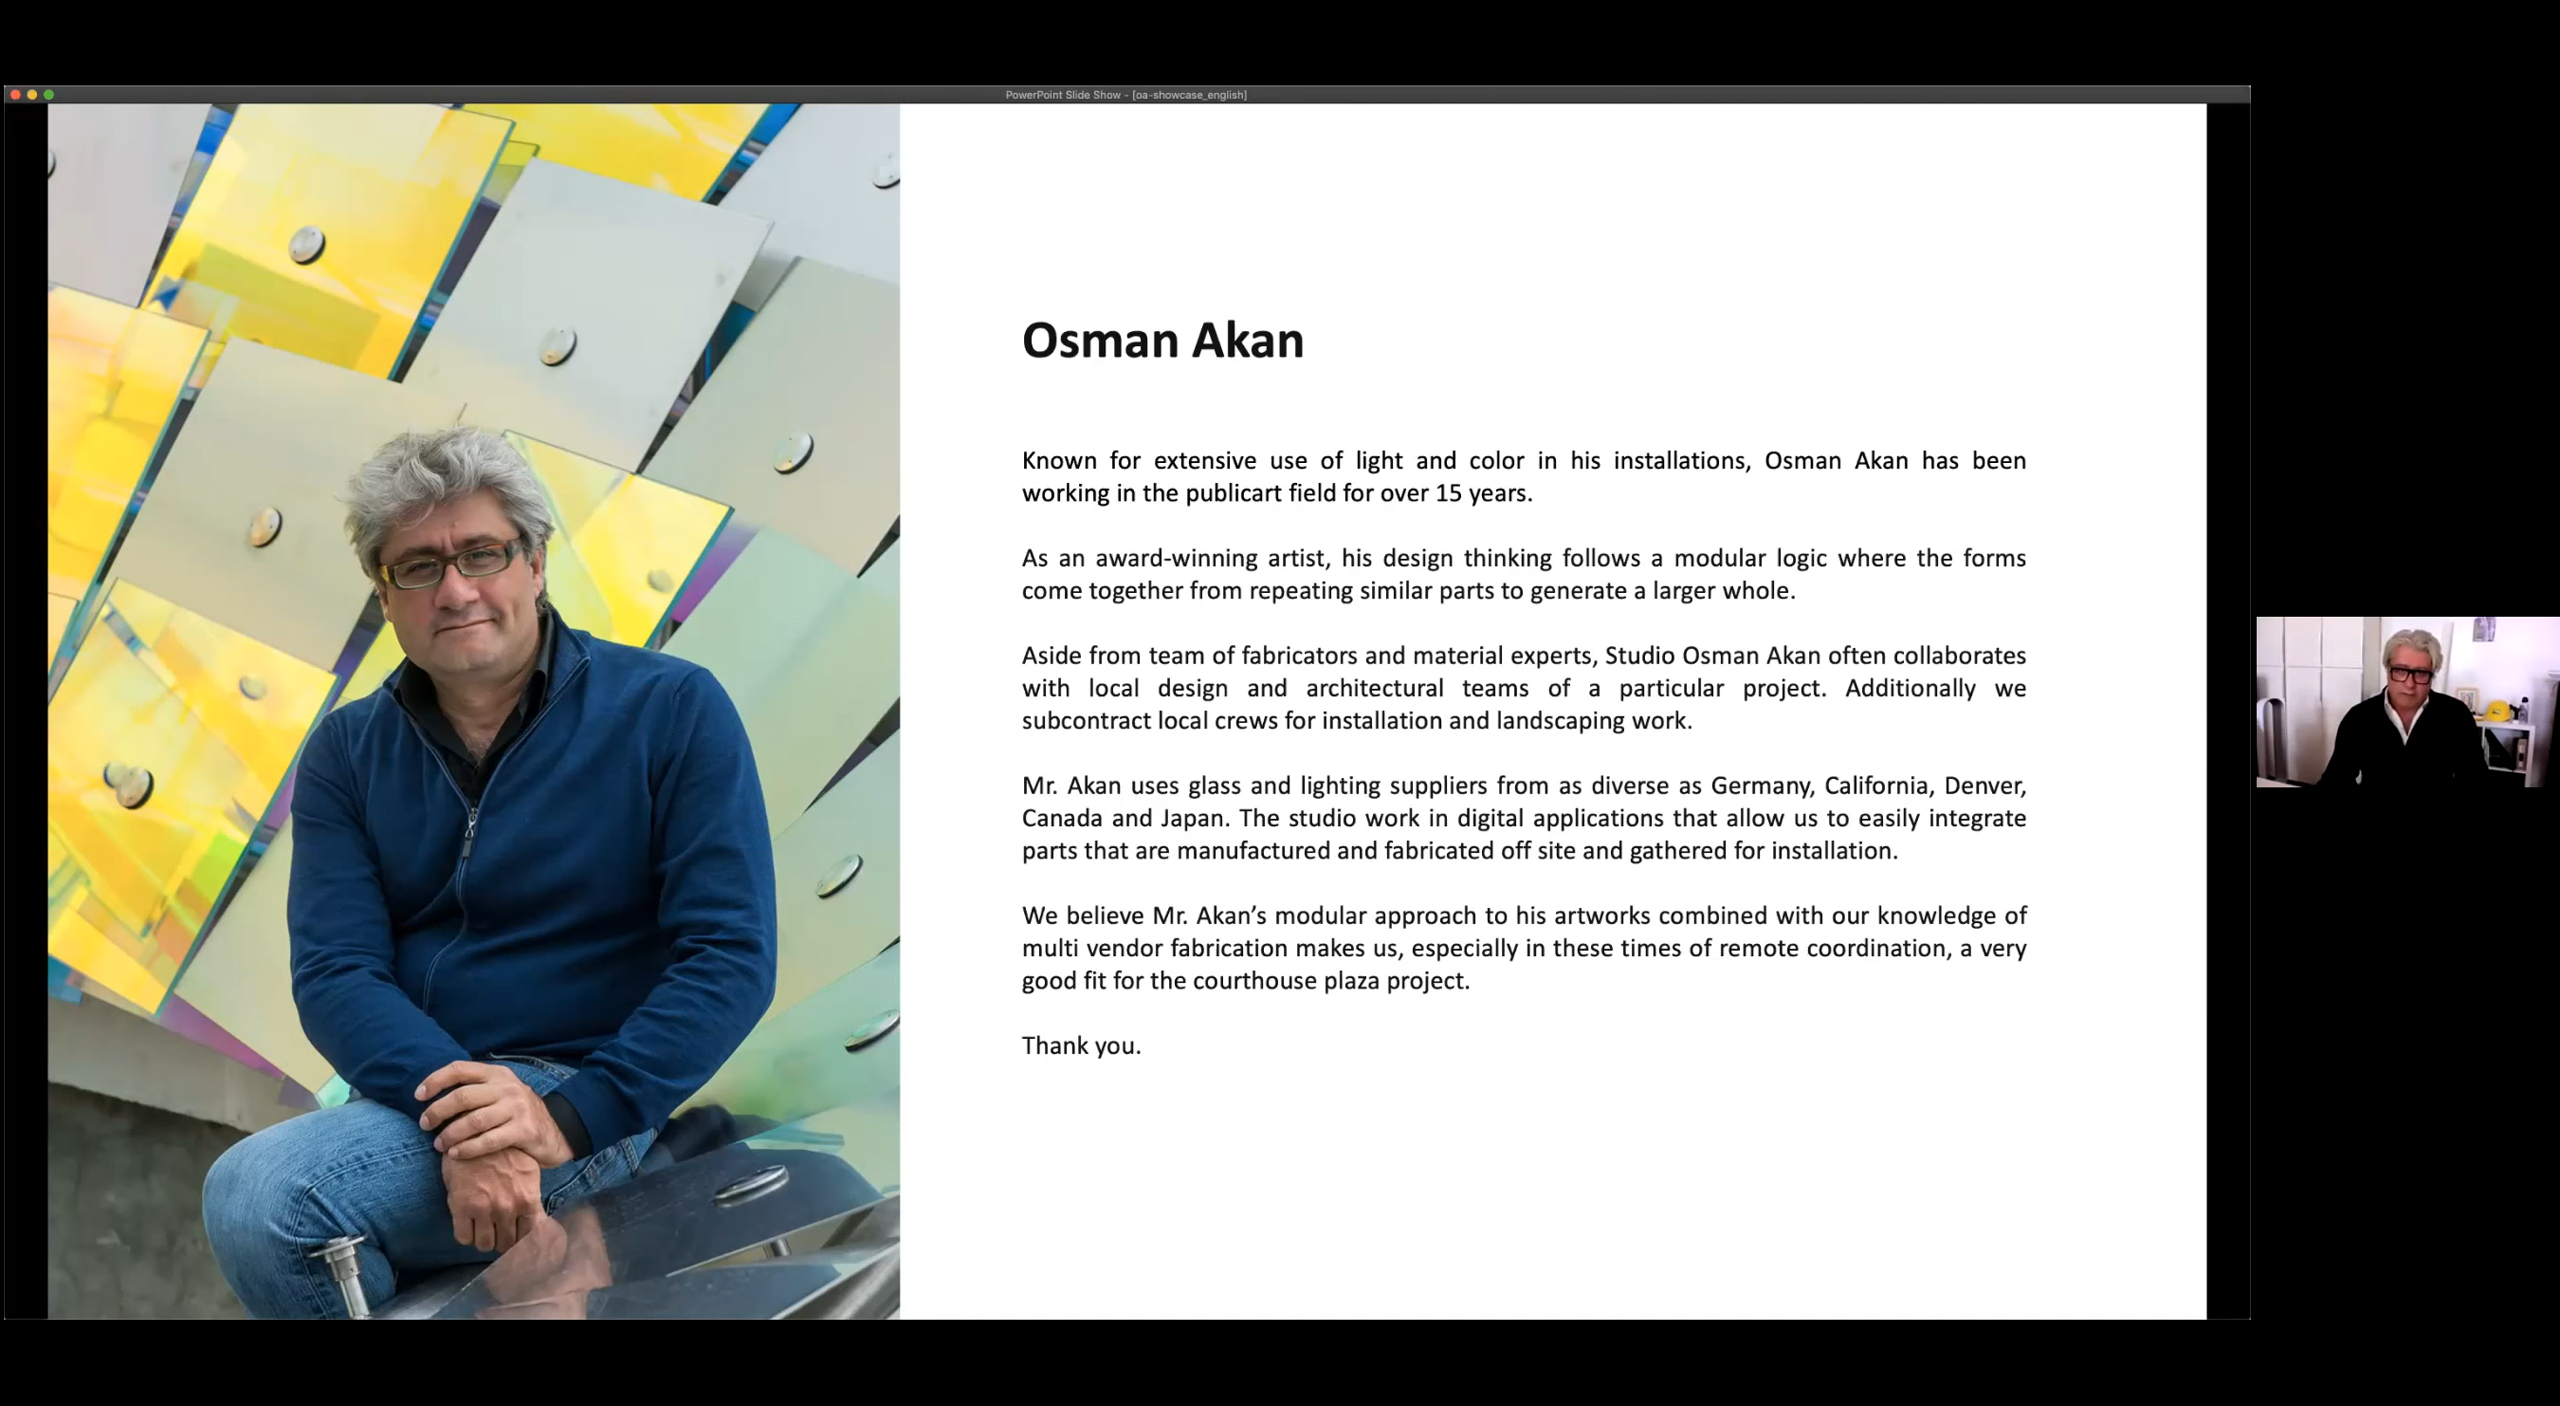 PowerPoint Slide Show - [oa-showcase_english]
Osman Akan
Known for extensive use of light and color in his installations, Osman Akan has been
working in the publicart field for over 15 years.
As an award-winning artist, his design thinking follows a modular logic where the forms
come together from repeating similar parts to generate a larger whole.
Aside from team of fabricators and material experts, Studio Osman Akan often collaborates
with local design and architectural teams of a particular project. Additionally we
subcontract local crews for installation and landscaping work.
Mr. Akan uses glass and lighting suppliers from as diverse as Germany, California, Denver,
Canada and Japan. The studio work in digital applications that allow us to easily integrate
parts that are manufactured and fabricated off site and gathered for installation.
We believe Mr. Akan’s modular approach to his artworks combined with our knowledge of
multi vendor fabrication makes us, especially in these times of remote coordination, a very
good fit for the courthouse plaza project.
Thank you.